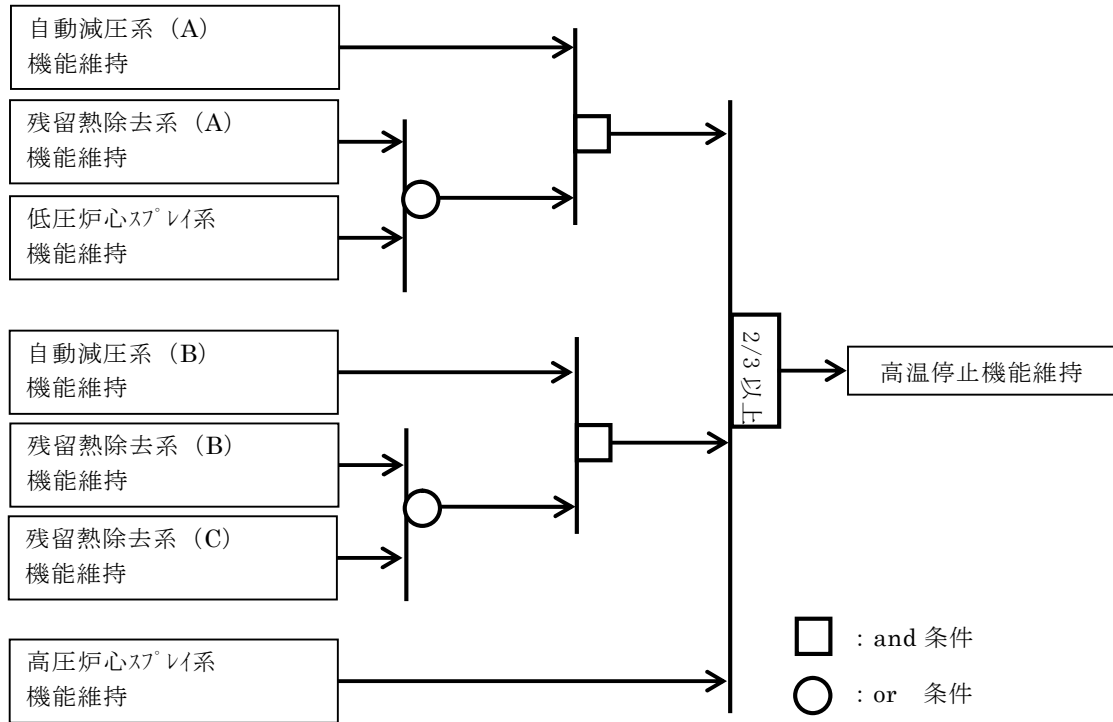 自動減圧系 (A)
機能維持
残留熱除去系 (A)
機能維持
低圧炉心ｽﾌﾟﾚｲ系
機能維持
自動減圧系 (B)
機能維持
残留熱除去系 (B)
機能維持
残留熱除去系 (C)
機能維持
高圧炉心ｽﾌﾟﾚｲ系
機能維持
2/3 以上
高温停止機能維持
：and 条件
：or　条件